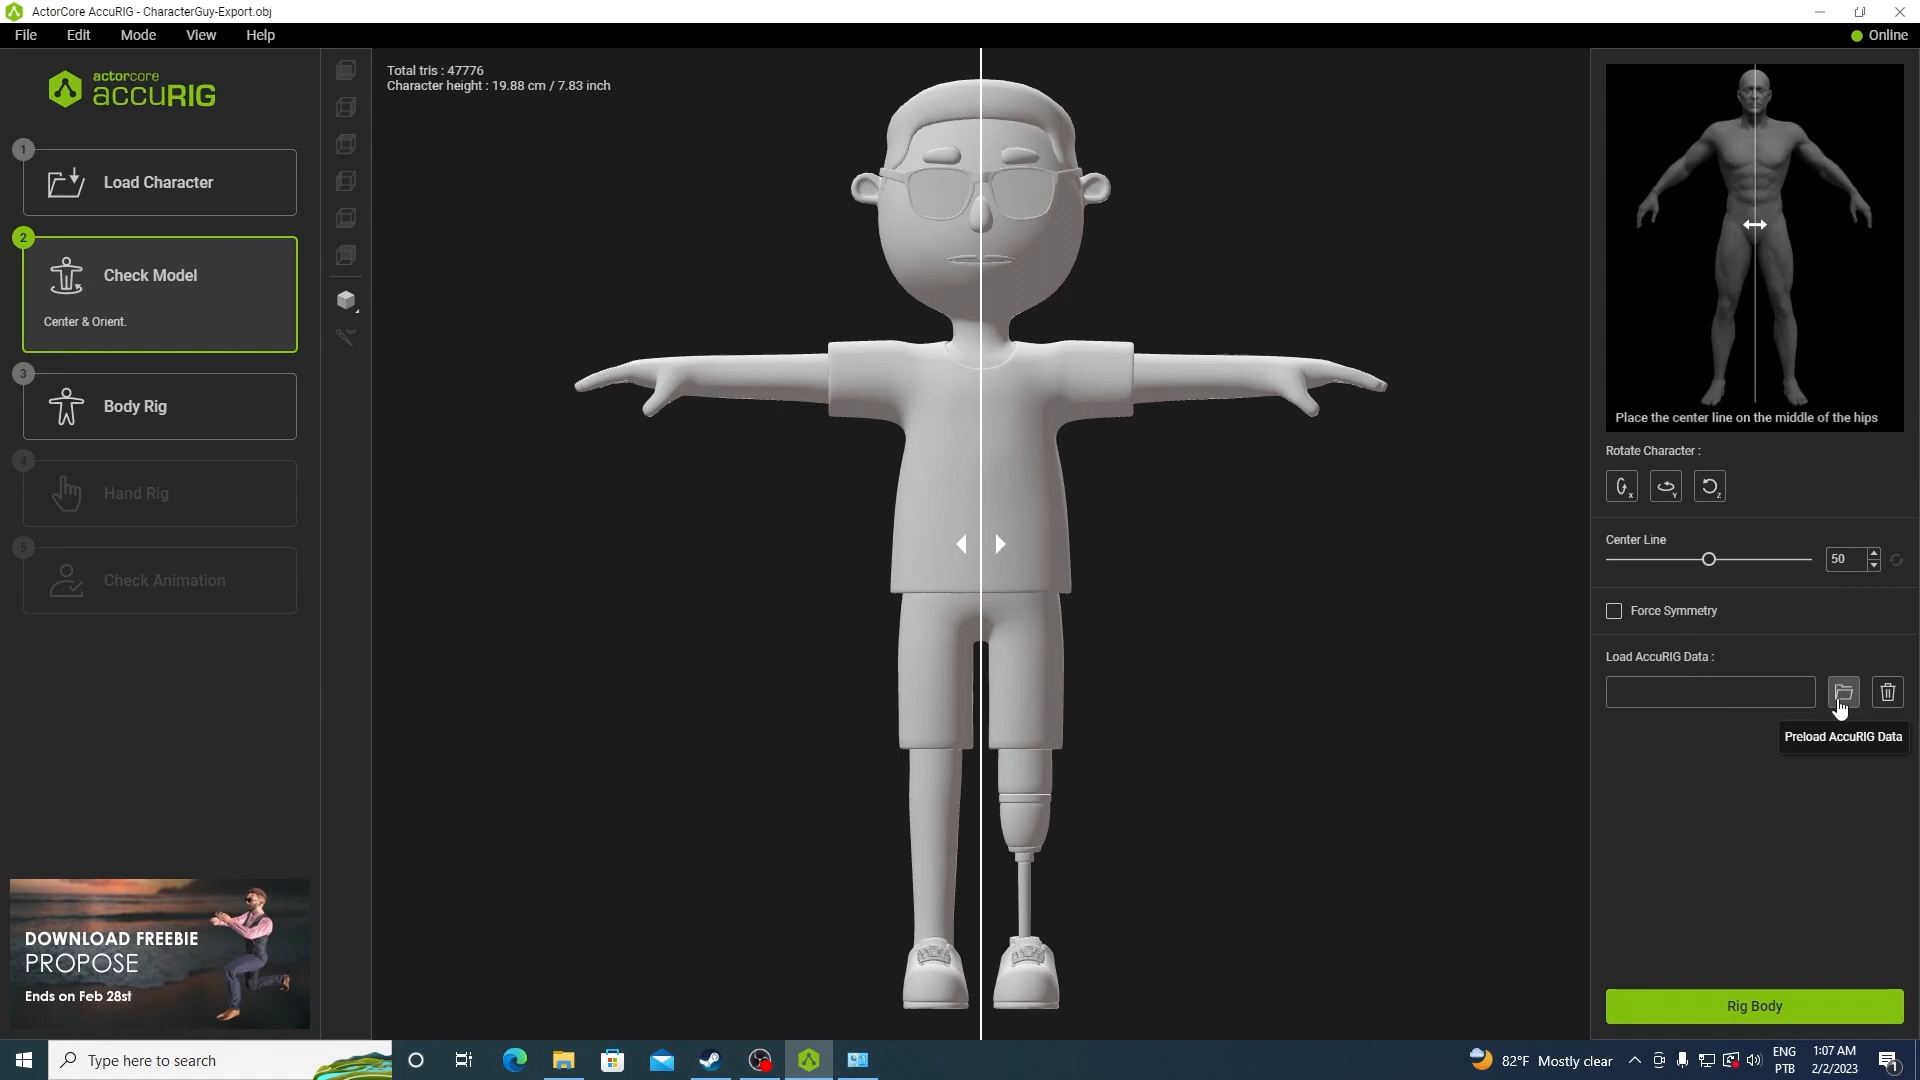 ActorCore AccuRIG - CharacterGuy-Export.obj
File Edit Mode View Help
Online
actorcore
accuRIG
1
Load Character
2
Check Model
Center & Orient.
3
Body Rig
4
Hand Rig
5
Check Animation
DOWNLOAD FREEBIE
PROPOSE
Ends on Feb 28st
Total tris : 47776
Character height : 19.88 cm / 7.83 inch
Place the center line on the middle of the hips
Rotate Character :
X Y Z
Center Line
50
Force Symmetry
Load AccuRIG Data :
Preload AccuRIG Data
Rig Body
Type here to search
82°F Mostly clear
ENG
PTB
1:07 AM
2/2/2023
1